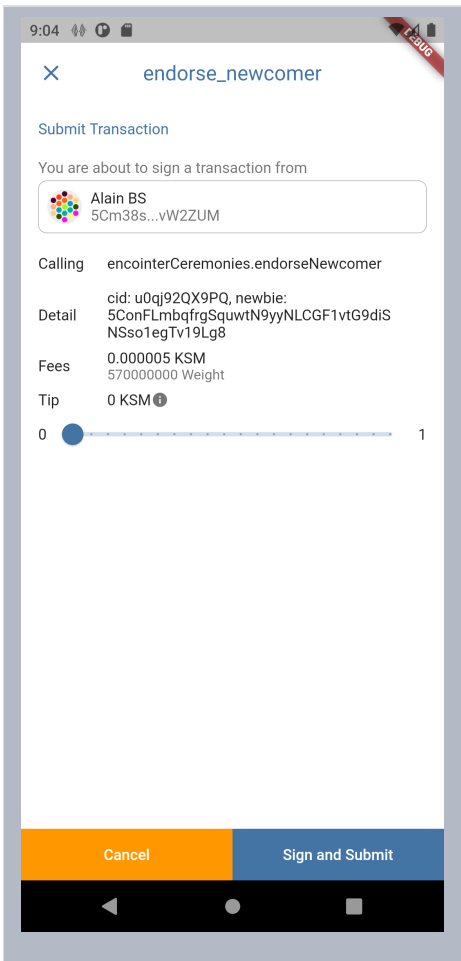 9:04
DEBUG
endorse_newcomer
Submit Transaction
You are about to sign a transaction from
Alain BS
5Cm38s...vW2ZUM
Calling encointerCeremonies.endorseNewcomer
Detail cid: u0qj92QX9PQ, newbie:
5ConFLmbqfrgSquwtN9yyNLCGF1vtG9diS
NSso1egTv19Lg8
Fees 0.000005 KSM
570000000 Weight
Tip 0 KSM
0 1
Cancel Sign and Submit